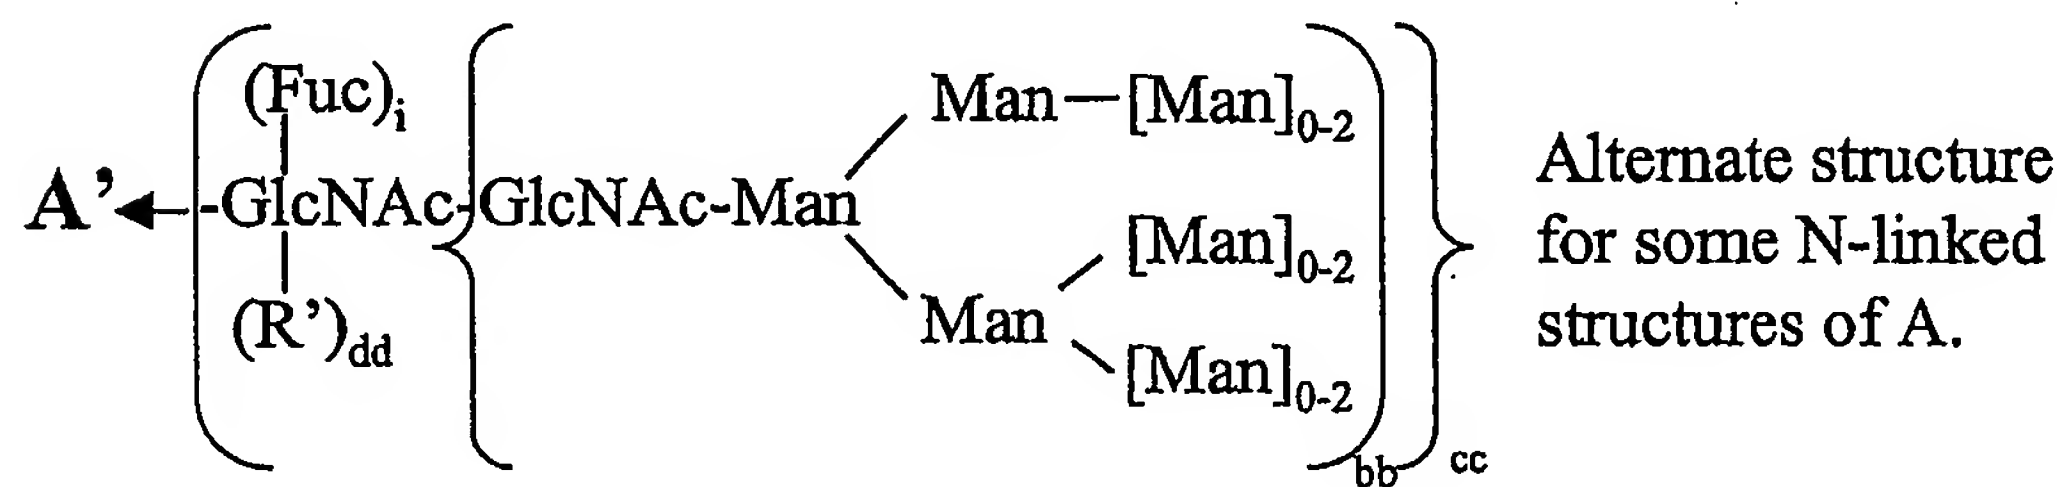 (Fuc)i
Man—[Man]0-2
A’ -GlcNAc-GlcNAc-Man
[Man]0-2
(R’)dd
Man
[Man]0-2
bb cc
Alternate structure
for some N-linked
structures of A.